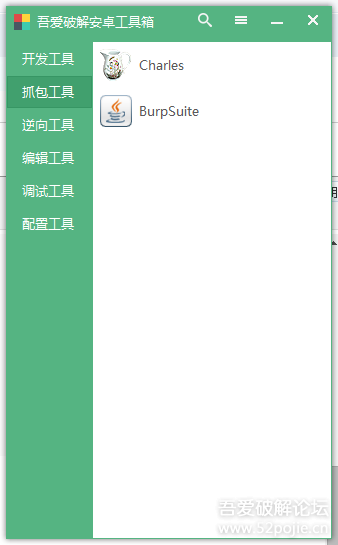 吾爱破解安卓工具箱
开发工具
抓包工具
逆向工具
编辑工具
调试工具
配置工具
Charles
BurpSuite
吾爱破解论坛
www.52pojie.cn